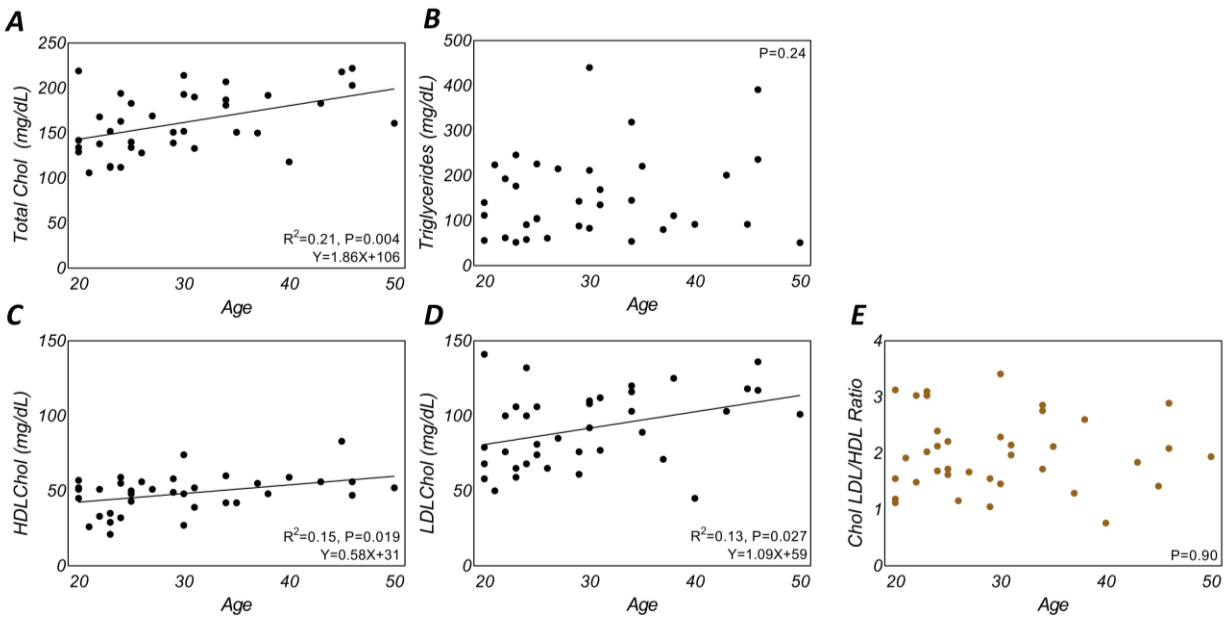 A
Total Chol (mg/dL)
250
200
150
100
50
0
R²=0.21, P=0.004
Y=1.86X+106
20
30
40
50
Age
B
Triglycerides (mg/dL)
500
400
300
200
100
0
P=0.24
20
30
40
50
Age
C
HDLChol (mg/dL)
150
100
50
0
R²=0.15, P=0.019
Y=0.58X+31
20
30
40
50
Age
D
LDLChol (mg/dL)
150
100
50
0
R²=0.13, P=0.027
Y=1.09X+59
20
30
40
50
Age
E
Chol LDL/HDL Ratio
4
3
2
1
0
P=0.90
20
30
40
50
Age